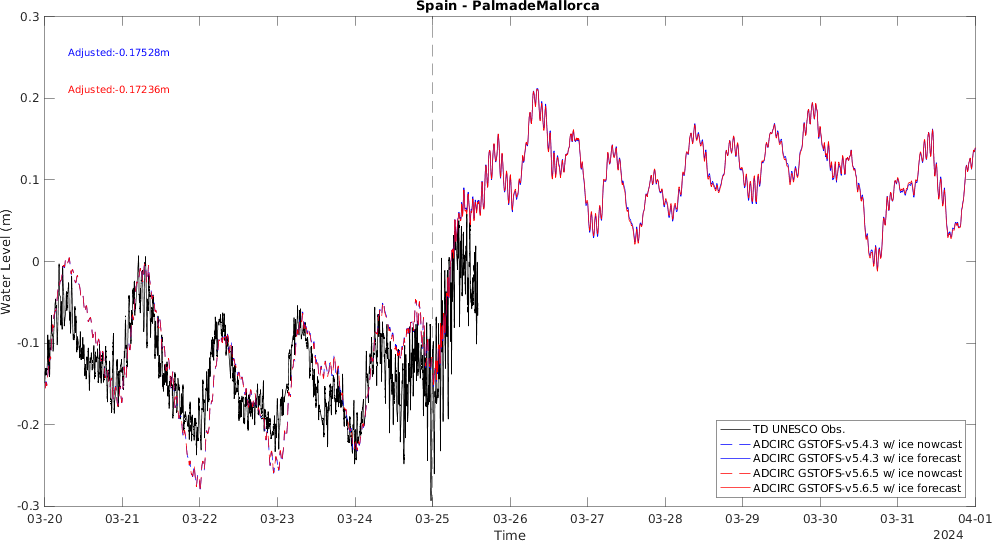 Spain - PalmadeMallorca
Adjusted:-0.17528m
Adjusted:-0.17236m
Water Level (m)
0.3
0.2
0.1
0
-0.1
-0.2
-0.3
TD UNESCO Obs.
ADCIRC GSTOFS-v5.4.3 w/ ice nowcast
ADCIRC GSTOFS-v5.4.3 w/ ice forecast
ADCIRC GSTOFS-v5.6.5 w/ ice nowcast
ADCIRC GSTOFS-v5.6.5 w/ ice forecast
03-20 03-21 03-22 03-23 03-24 03-25 03-26 03-27 03-28 03-29 03-30 03-31 04-01
Time
2024